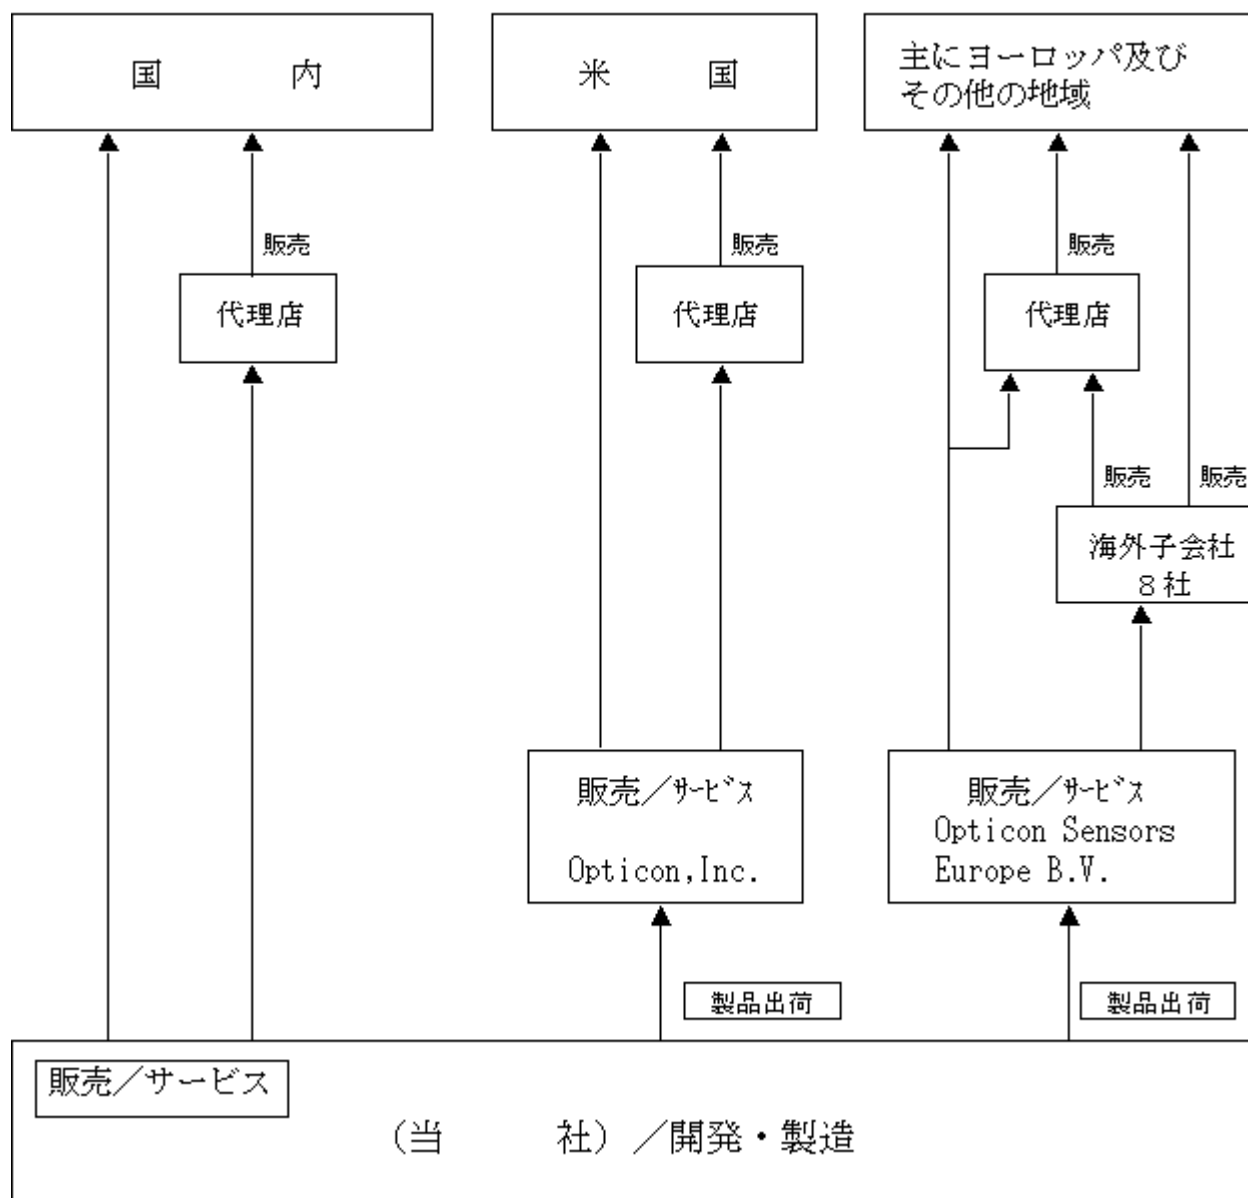 国 内
米 国
主にヨーロッパ及び
その他の地域
販売
販売
販売
代理店
代理店
代理店
販売
販売
海外子会社
８社
販売／ｻｰﾋﾞｽ
Opticon,Inc.
販売／ｻｰﾋﾞｽ
Opticon Sensors
Europe B.V.
製品出荷
製品出荷
販売／サービス
（当 社）／開発・製造